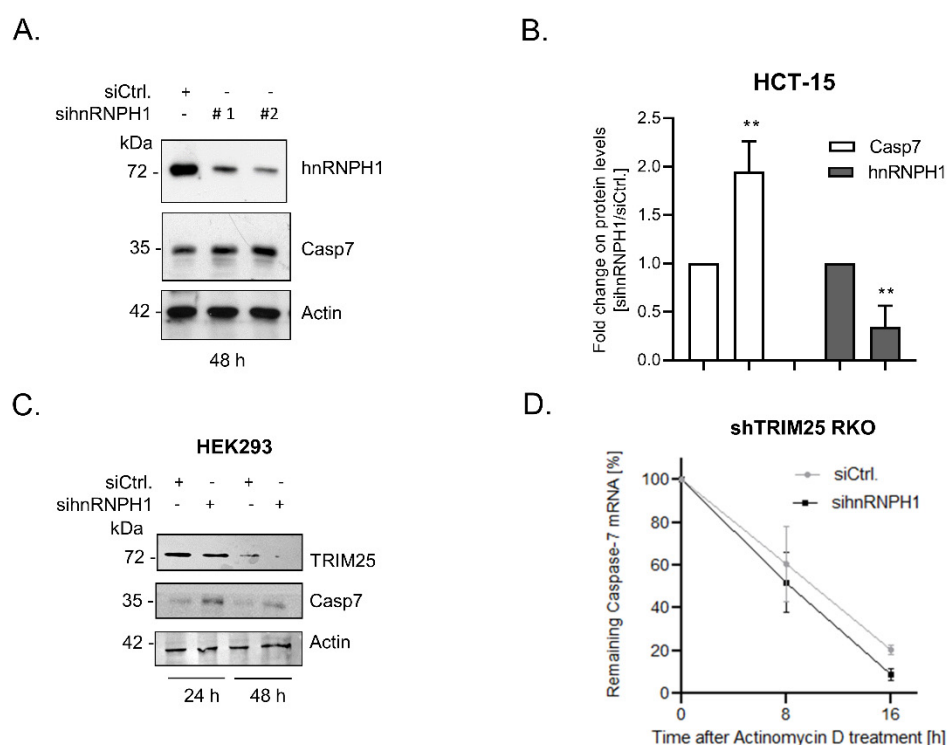 A.
siCtrl. + - -
sihnRNPH1 - # 1 #2
kDa
72 - hnRNPH1
35 - Casp7
42 - Actin
48 h
B.
HCT-15
Fold change on protein levels
[sihnRNPH1/siCtrl.]
2.5
2.0
1.5
1.0
0.5
0.0
**
**
Casp7
hnRNPH1
C.
HEK293
siCtrl. + - + -
sihnRNPH1 - + - +
kDa
72 - TRIM25
35 - Casp7
42 - Actin
24 h 48 h
D.
shTRIM25 RKO
Remaining Caspase-7 mRNA [%]
100
80
60
40
20
0
siCtrl.
sihnRNPH1
0 8 16
Time after Actinomycin D treatment [h]